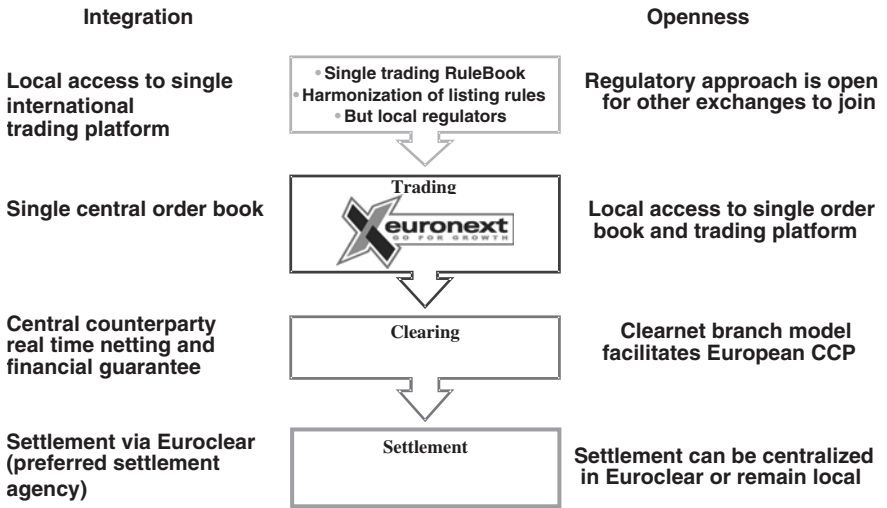 Integration
Openness
Local access to single
international
trading platform
• Single trading RuleBook
• Harmonization of listing rules
• But local regulators
Regulatory approach is open
for other exchanges to join
Single central order book
Trading
euronext
GO FOR GROWTH
Local access to single order
book and trading platform
Central counterparty
real time netting and
financial guarantee
Clearing
Clearnet branch model
facilitates European CCP
Settlement via Euroclear
(preferred settlement
agency)
Settlement
Settlement can be centralized
in Euroclear or remain local